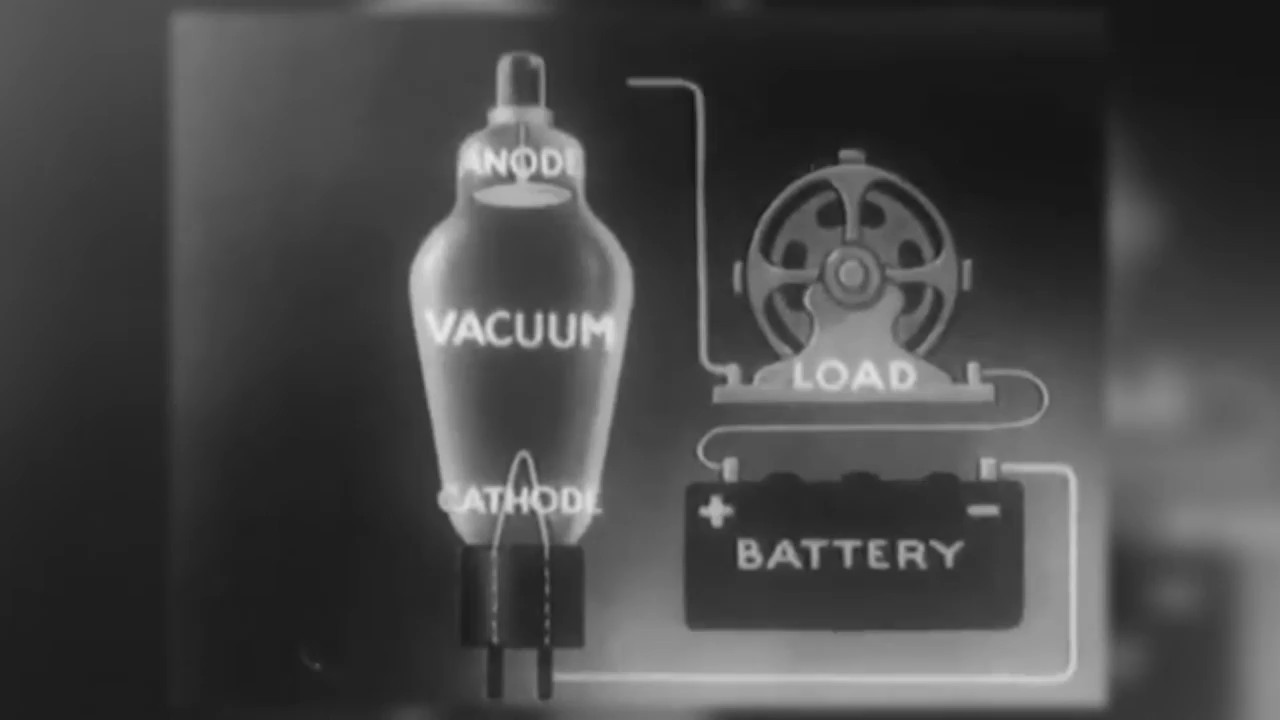 ANODE
VACUUM
LOAD
CATHODE
+ -
BATTERY